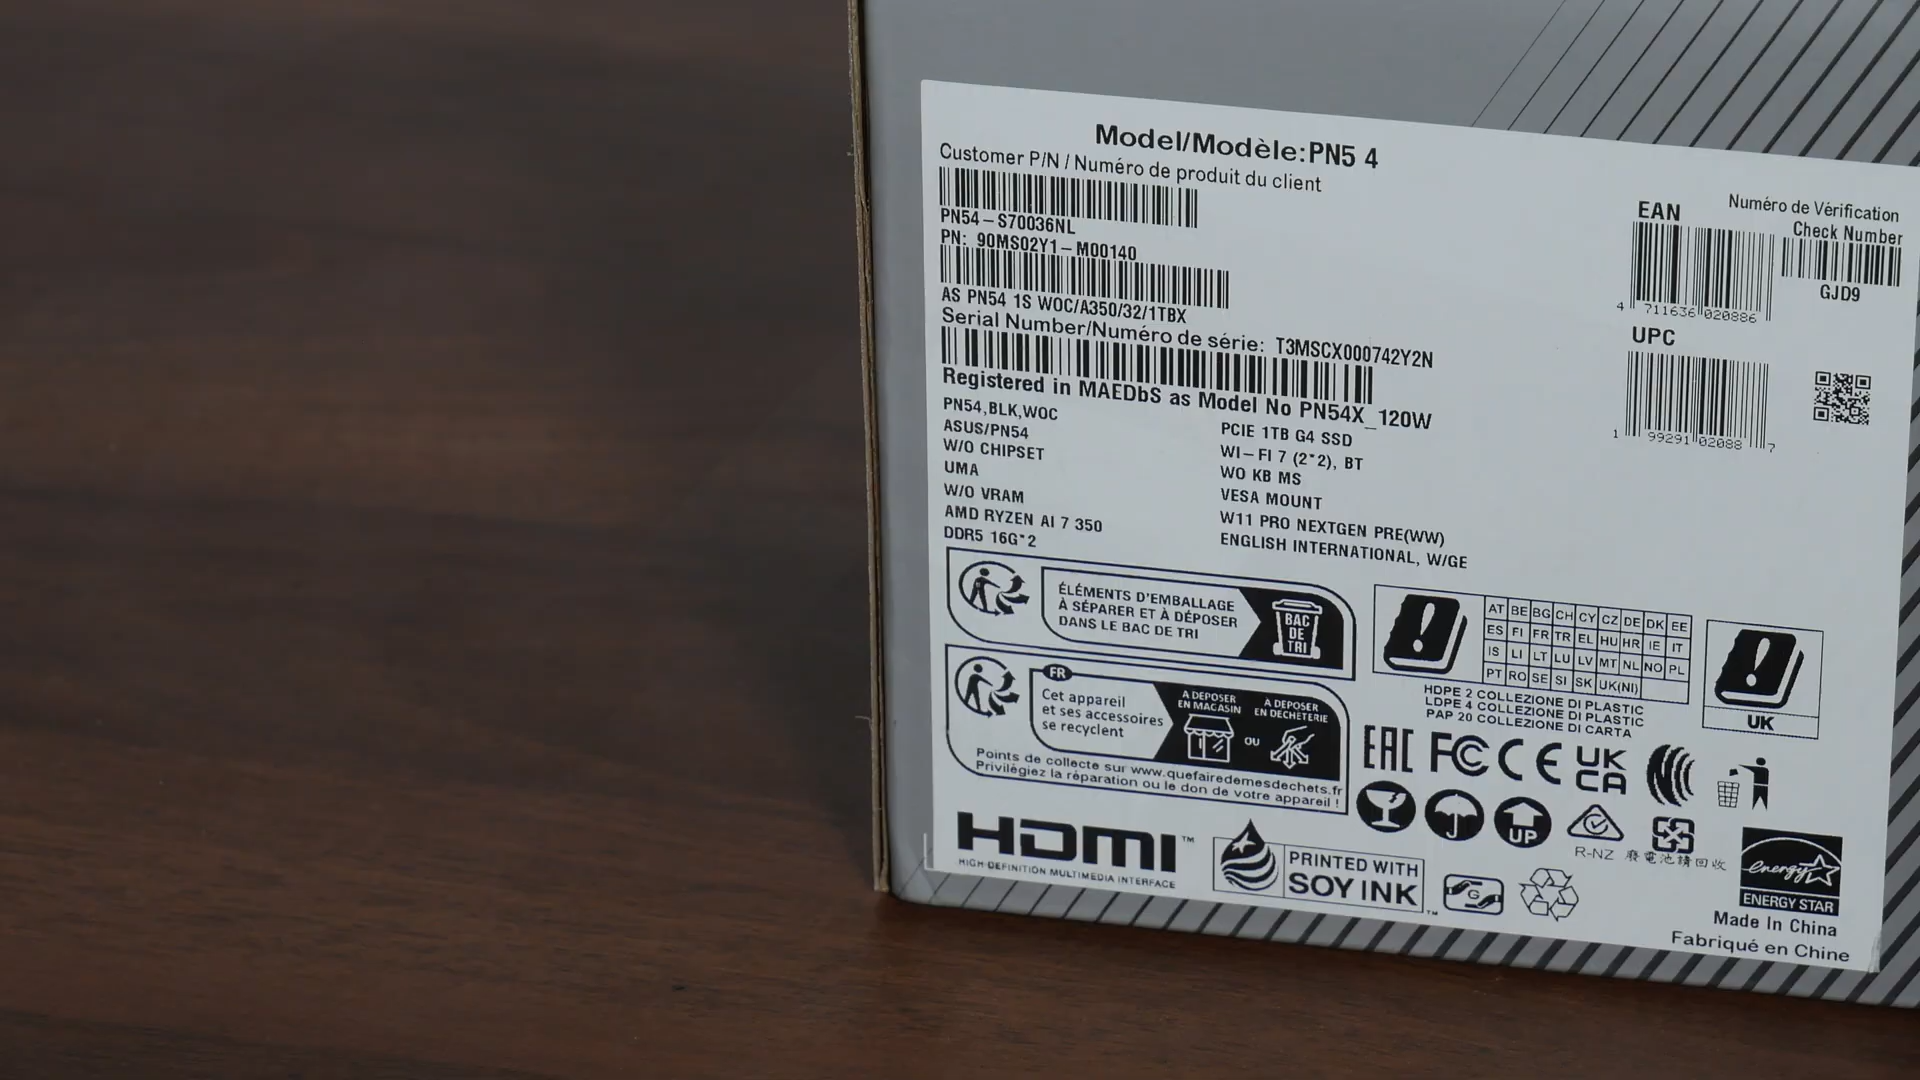 Model/Modèle:PN5 4
Customer P/N / Numéro de produit du client
PN54-S70036NL
PN: 90MS02Y1-M00140
AS PN54 1S WOC/A350/32/1TBX
Serial Number/Numéro de série: T3MSCX000742Y2N
Registered in MAEDbS as Model No PN54X_120W
PN54,BLK,WOC
ASUS/PN54
W/O CHIPSET
UMA
W/O VRAM
AMD RYZEN AI 7 350
DDR5 16G*2
PCIE 1TB G4 SSD
WI-FI 7 (2*2), BT
WO KB MS
VESA MOUNT
W11 PRO NEXTGEN PRE(WW)
ENGLISH INTERNATIONAL, W/GE
Numéro de Vérification
Check Number
GJD9
EAN
4 711636 020886
UPC
1 99291 02088 7
ÉLÉMENTS D'EMBALLAGE
À SÉPARER ET À DÉPOSER
DANS LE BAC DE TRI
BAC
DE
TRI
FR
Cet appareil
et ses accessoires
se recyclent
A DEPOSER
EN MAGASIN
OU
À DEPOSER
EN DECHETERIE
Points de collecte sur www.quefairedemesdechets.fr
Privilégiez la réparation ou le don de votre appareil !
AT BE BG CH CY CZ DE DK EE
ES FI FR TR EL HU HR IE IT
IS LI LT LU LV MT NL NO PL
PT RO SE SI SK UK(NI)
UK
HDPE 2 COLLEZIONE DI PLASTIC
LDPE 4 COLLEZIONE DI PLASTIC
PAP 20 COLLEZIONE DI CARTA
EAC FC CE UK CA
UP
R-NZ
廢電池請回收
HDMI™
HIGH-DEFINITION MULTIMEDIA INTERFACE
PRINTED WITH
SOY INK™
G
energy
ENERGY STAR
Made In China
Fabriqué en Chine